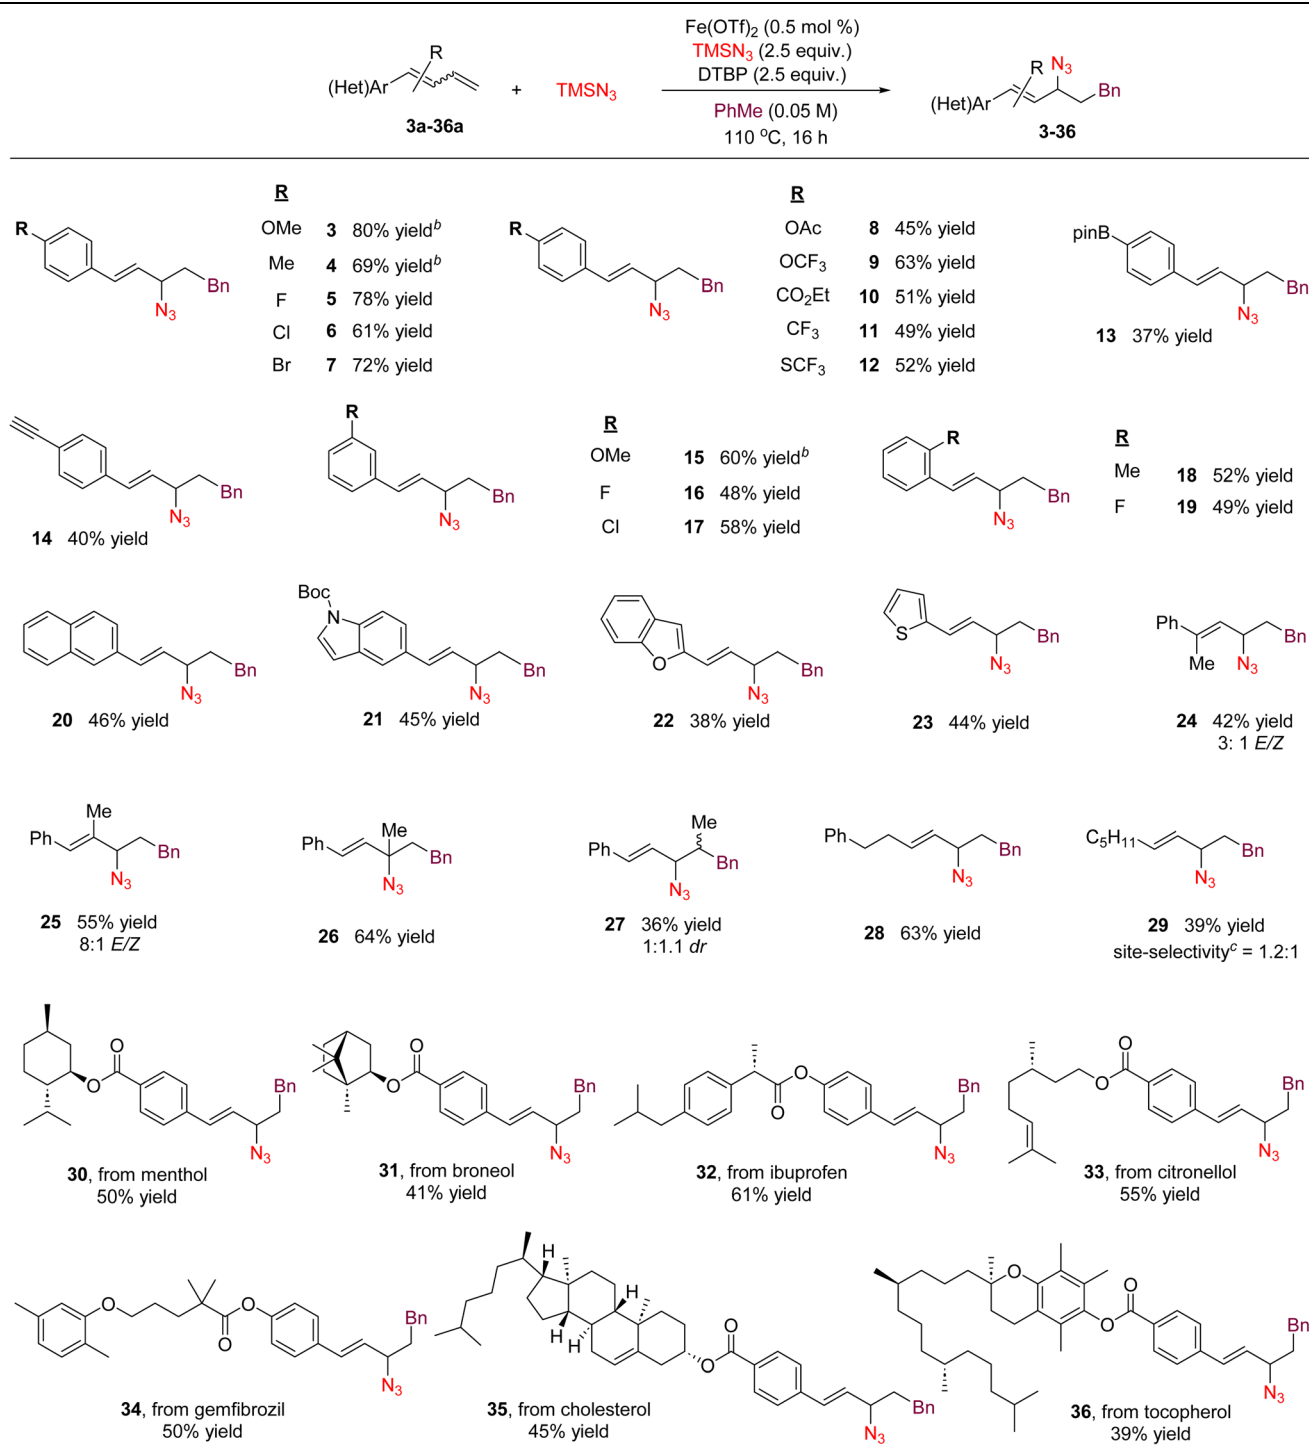 Fe(OTf)2 (0.5 mol %)
TMSN3 (2.5 equiv.)
DTBP (2.5 equiv.)
PhMe (0.05 M)
110 oC, 16 h
(Het)Ar
R
3a-36a
+
TMSN3
(Het)Ar
R
N3
Bn
3-36
R
Bn
N3
R
OMe 3 80% yieldb
Me 4 69% yieldb
F 5 78% yield
Cl 6 61% yield
Br 7 72% yield
R
Bn
N3
R
OAc 8 45% yield
OCF3 9 63% yield
CO2Et 10 51% yield
CF3 11 49% yield
SCF3 12 52% yield
pinB
Bn
N3
13 37% yield
Bn
N3
14 40% yield
R
Bn
N3
R
OMe 15 60% yieldb
F 16 48% yield
Cl 17 58% yield
R
Bn
N3
R
Me 18 52% yield
F 19 49% yield
Bn
N3
20 46% yield
Boc
N
Bn
N3
21 45% yield
O
Bn
N3
22 38% yield
S
Bn
N3
23 44% yield
Ph
Me
Bn
N3
24 42% yield
3: 1 E/Z
Me
Ph
Bn
N3
25 55% yield
8:1 E/Z
Ph
Me
Bn
N3
26 64% yield
Me
Ph
Bn
N3
27 36% yield
1:1.1 dr
Ph
Bn
N3
28 63% yield
C5H11
Bn
N3
29 39% yield
site-selectivityc = 1.2:1
O
O
Bn
N3
30, from menthol
50% yield
O
O
Bn
N3
31, from broneol
41% yield
O
O
Bn
N3
32, from ibuprofen
61% yield
O
O
Bn
N3
33, from citronellol
55% yield
O
O
O
Bn
N3
34, from gemfibrozil
50% yield
H
H
H
H
O
O
Bn
N3
35, from cholesterol
45% yield
O
O
O
Bn
N3
36, from tocopherol
39% yield